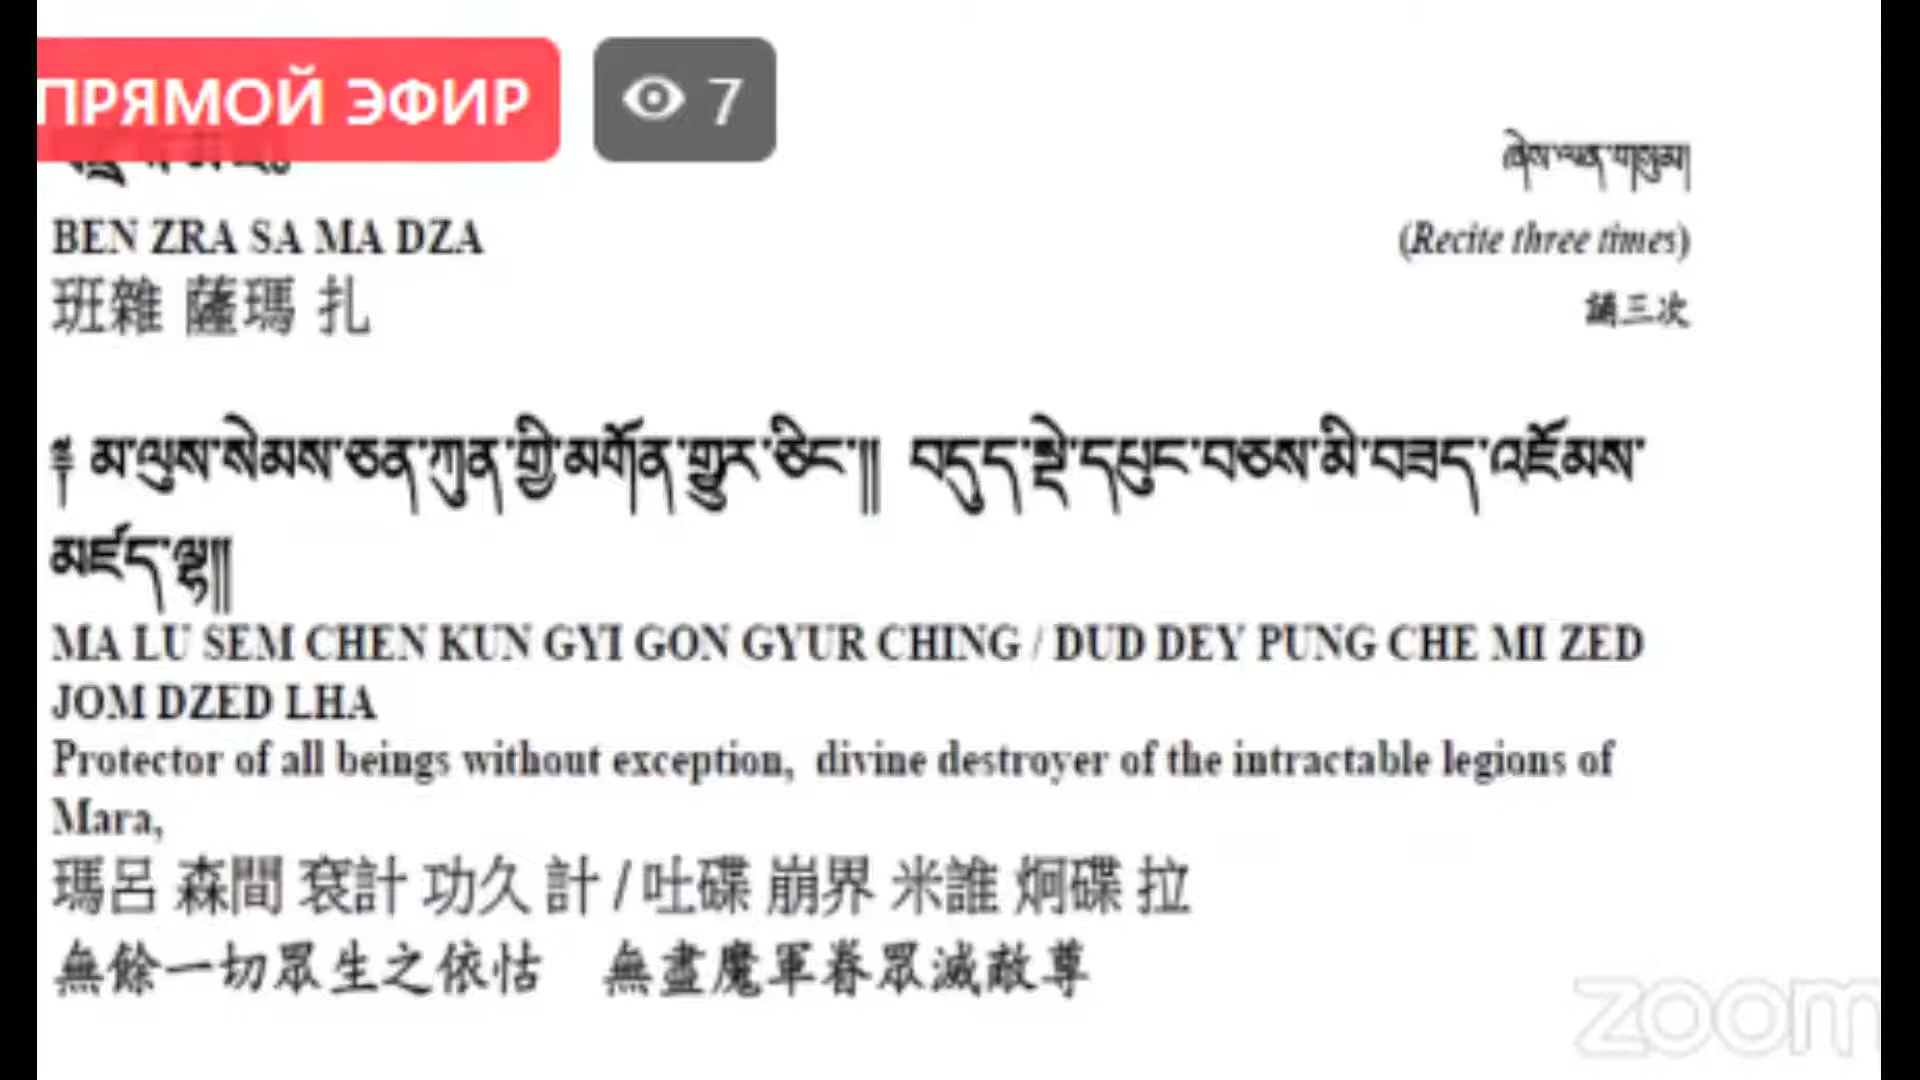 ПРЯМОЙ ЭФИР 7
ཞེས་ལན་གསུམ།
BEN ZRA SA MA DZA
(Recite three times)
班雜 薩瑪 扎
誦三次
༈ མ་ལུས་སེམས་ཅན་ཀུན་གྱི་མགོན་གྱུར་ཅིང་༎ བདུད་སྡེ་དཔུང་བཅས་མི་བཟད་འཇོམས་
མཛད་ལྷ༎
MA LU SEM CHEN KUN GYI GON GYUR CHING / DUD DEY PUNG CHE MI ZED
JOM DZED LHA
Protector of all beings without exception, divine destroyer of the intractable legions of
Mara,
瑪呂 森間 袞計 功久 計 / 吐碟 崩界 米誰 炯碟 拉
無餘一切眾生之依怙 無盡魔軍眷眾滅敵尊
zoom